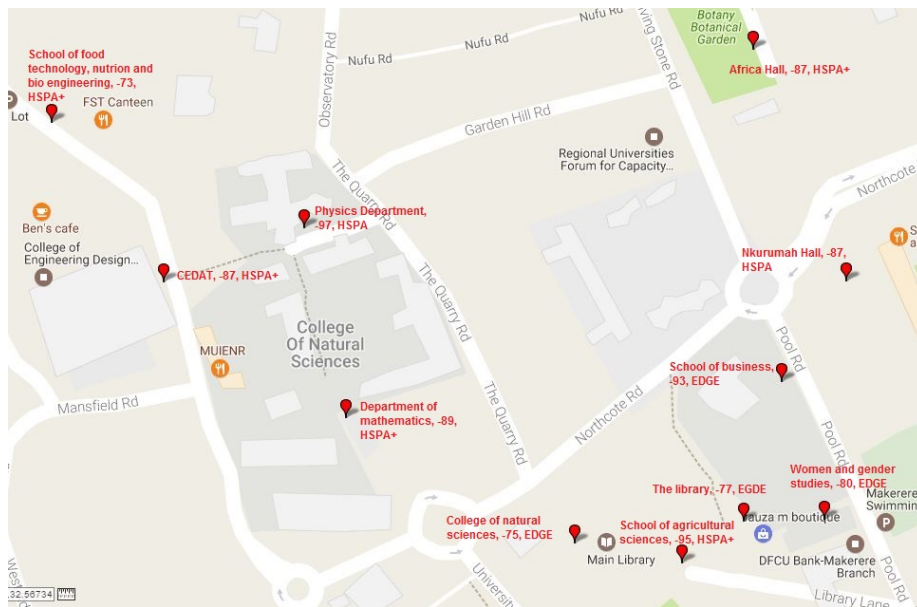 Botany
Botanical
Garden
Nufu Rd
Nufu Rd
Observatory Rd
School of food
technology, nutrion and
bio engineering, -73,
HSPA+
Lot
FST Canteen
Africa Hall, -87, HSPA+
Garden Hill Rd
Regional Universities
Forum for Capacity...
The Quarry Rd
Northcote
Ben's cafe
College of
Engineering Design...
Physics Department,
-97, HSPA
CEDAT, -87, HSPA+
The Quarry Rd
Nkurumah Hall, -87,
HSPA
College
Of Natural
Sciences
MUIENR
Pool Rd
School of business,
-93, EDGE
Mansfield Rd
Department of
mathematics, -89,
HSPA+
The Quarry Rd
Northcote Rd
Pool Rd
Women and gender
studies, -80, EDGE
The library, -77, EGDE
Makerere
Swimming
College of natural
sciences, -75, EDGE
School of agricultural
sciences, -95, HSPA+
Main Library
DFCU Bank-Makerere
Branch
Library Lane
.32.56734